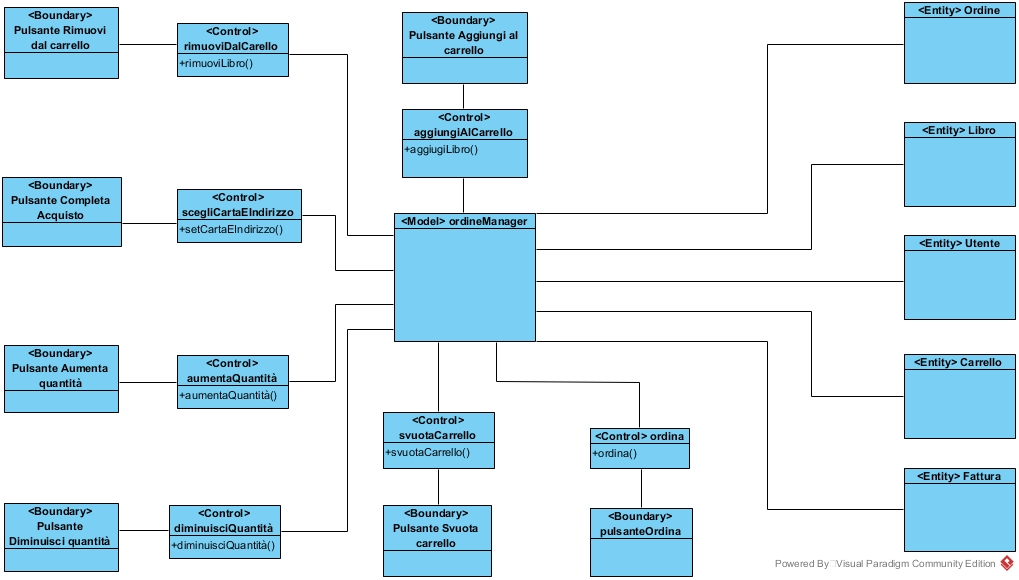 <Boundary>
Pulsante Rimuovi
dal carrello
<Control>
rimuoviDalCarello
+rimuoviLibro()
<Boundary>
Pulsante Aggiungi al
carrello
<Control>
aggiungiAlCarrello
+aggiugiLibro()
<Entity> Ordine
<Entity> Libro
<Boundary>
Pulsante Completa
Acquisto
<Control>
scegliCartaEIndirizzo
+setCartaEIndirizzo()
<Model> ordineManager
<Entity> Utente
<Boundary>
Pulsante Aumenta
quantità
<Control>
aumentaQuantità
+aumentaQuantità()
<Entity> Carrello
<Control>
svuotaCarrello
+svuotaCarrello()
<Control> ordina
+ordina()
<Entity> Fattura
<Boundary>
Pulsante
Diminusci quantità
<Control>
diminusciQuantità
+diminusciQuantità()
<Boundary>
Pulsante Svuota
carrello
<Boundary>
pulsanteOrdina
Powered By Visual Paradigm Community Edition